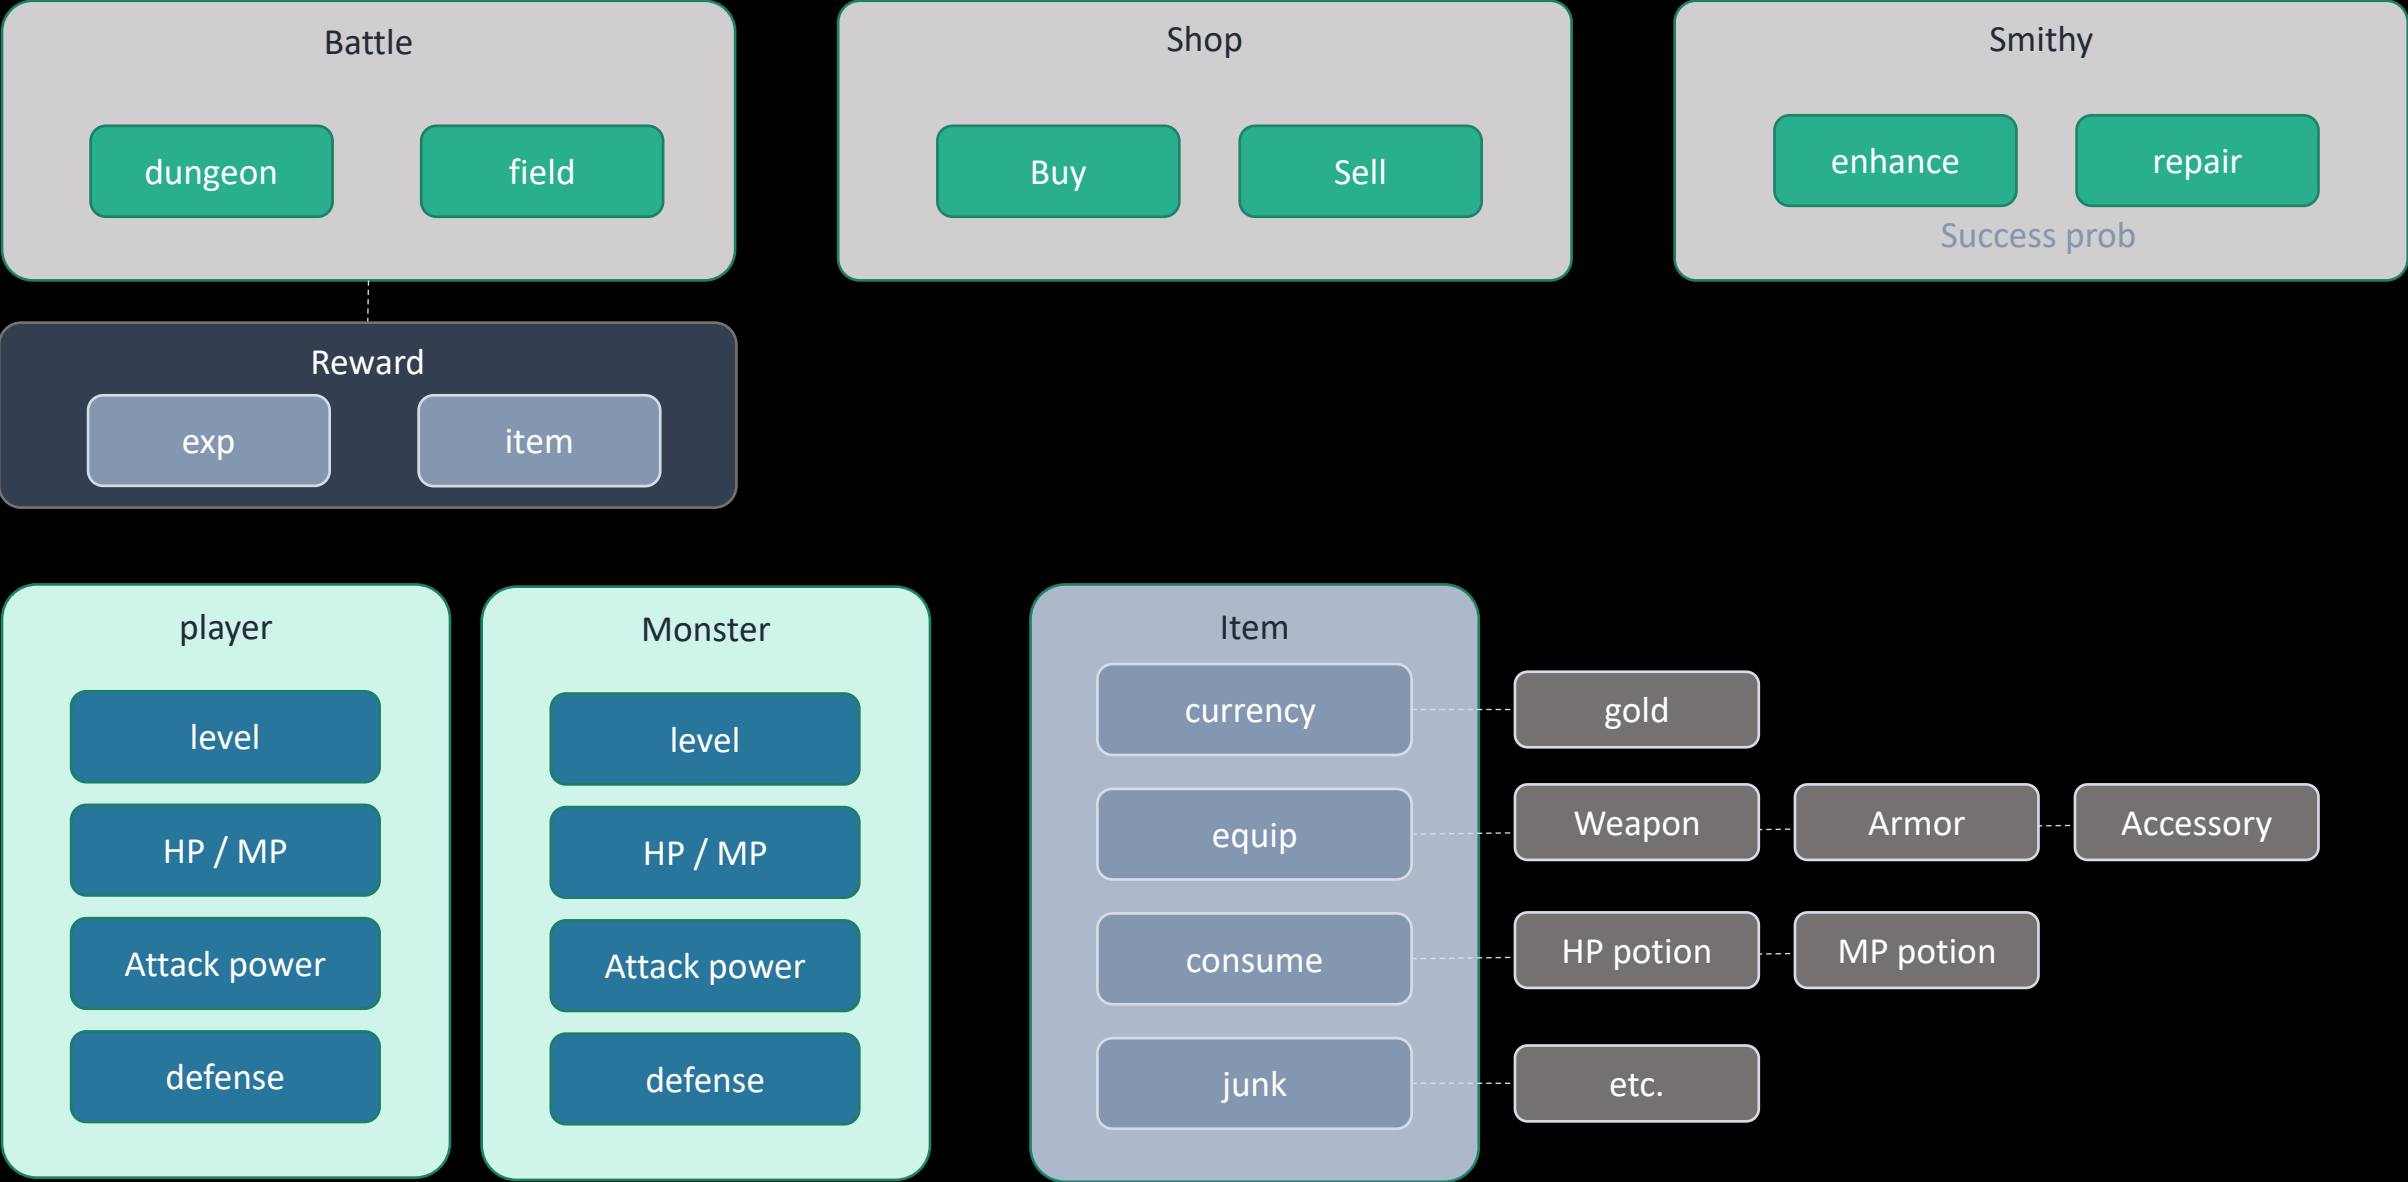 Battle
dungeon
field
Shop
Buy
Sell
Smithy
enhance
repair
Success prob
Reward
exp
item
player
level
HP / MP
Attack power
defense
Monster
level
HP / MP
Attack power
defense
Item
currency
gold
equip
Weapon
Armor
Accessory
consume
HP potion
MP potion
junk
etc.